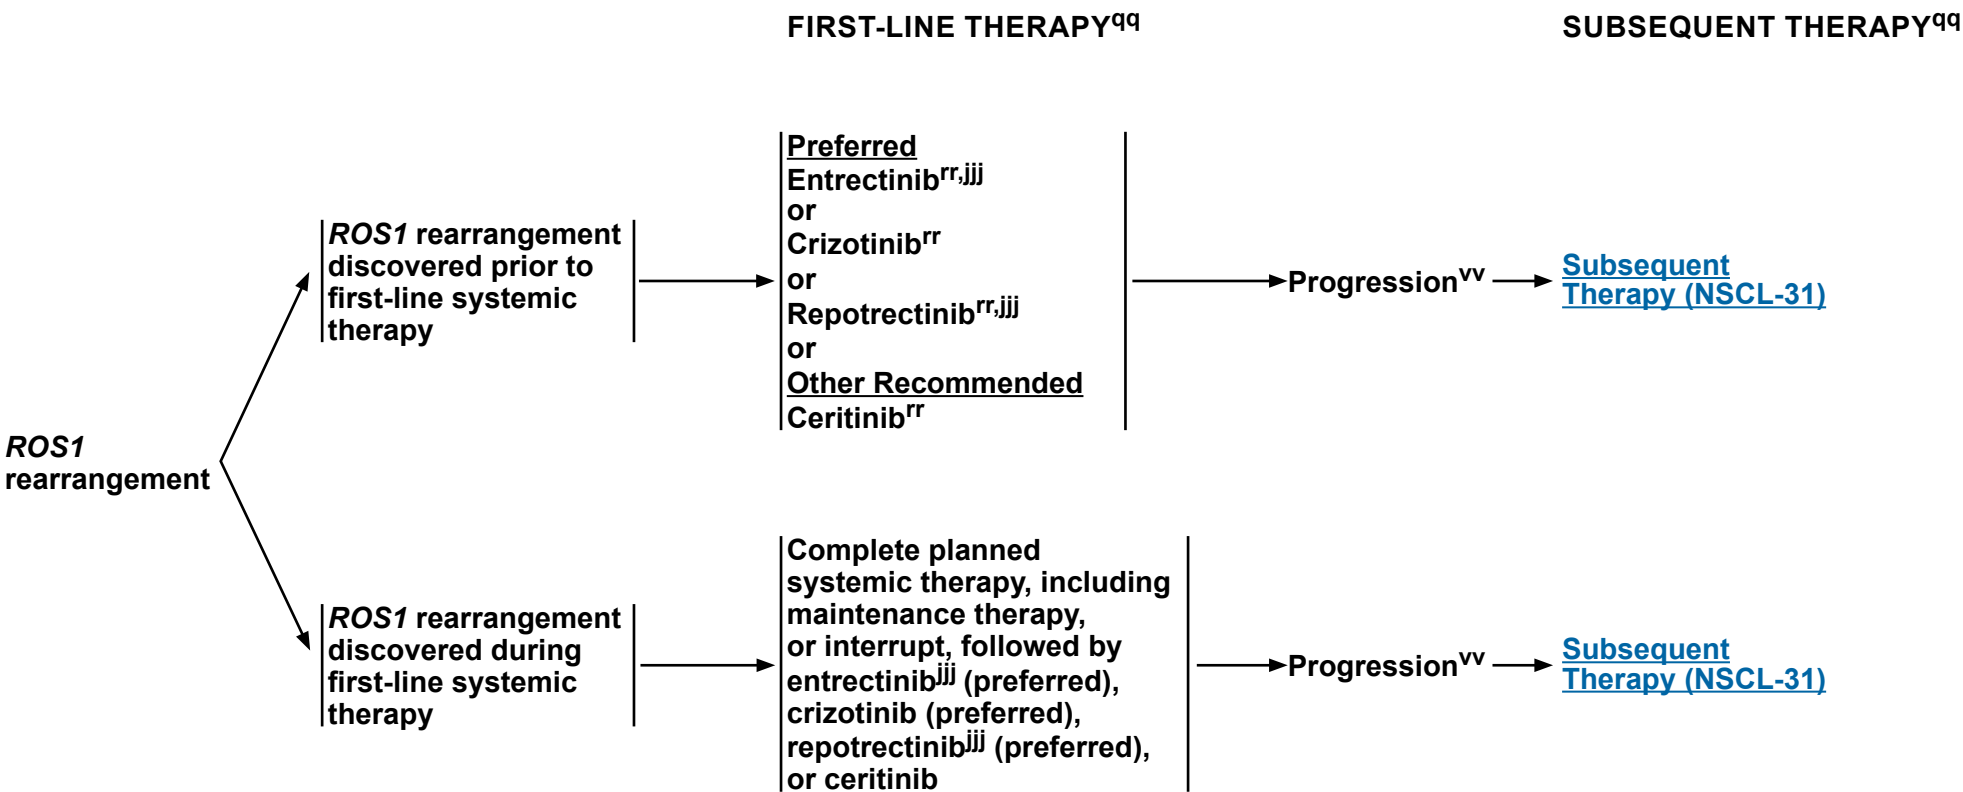 FIRST-LINE THERAPYqq
SUBSEQUENT THERAPYqq
ROS1
rearrangement
ROS1 rearrangement
discovered prior to
first-line systemic
therapy
Preferred
Entrectinibrr,jjj
or
Crizotinibrr
or
Repotrectinibrr,jjj
or
Other Recommended
Ceritinibrr
Progressionvv
Subsequent
Therapy (NSCL-31)
ROS1 rearrangement
discovered during
first-line systemic
therapy
Complete planned
systemic therapy, including
maintenance therapy,
or interrupt, followed by
entrectinibjjj (preferred),
crizotinib (preferred),
repotrectinibjjj (preferred),
or ceritinib
Progressionvv
Subsequent
Therapy (NSCL-31)